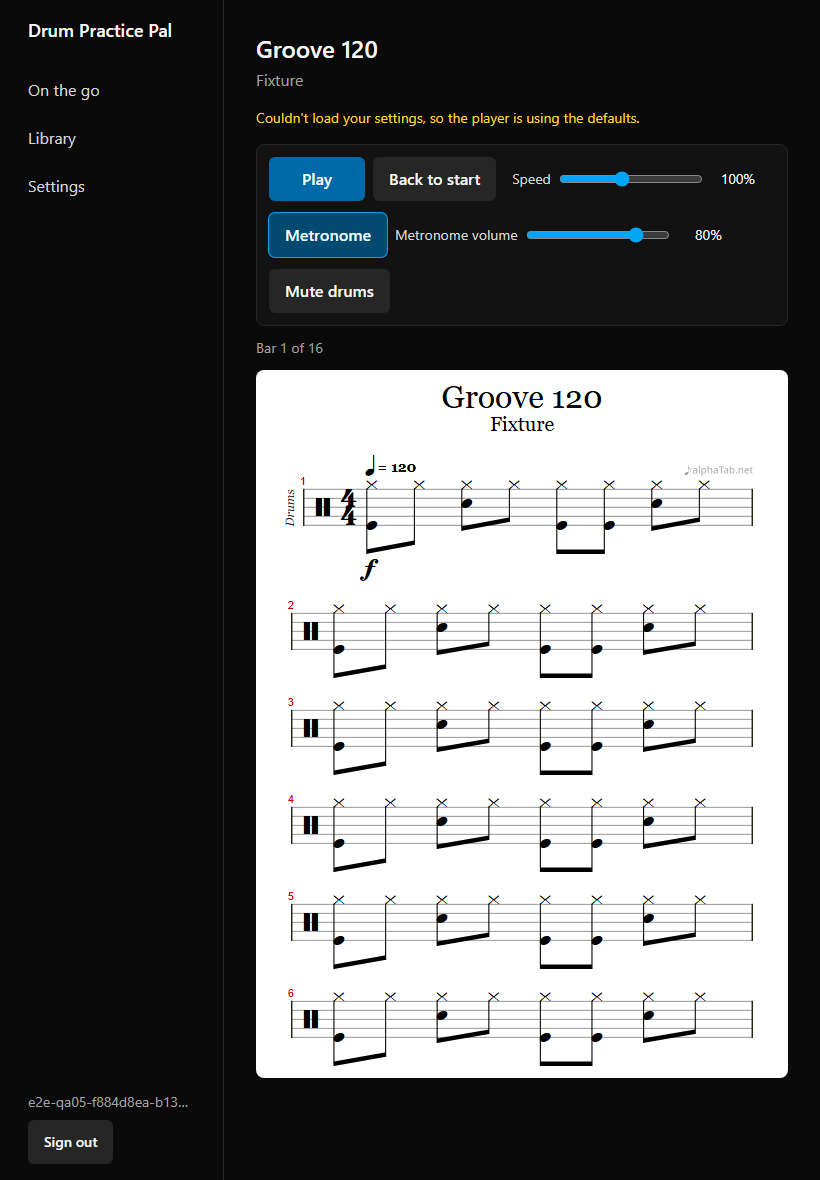 Drum Practice Pal
On the go
Library
Settings
Groove 120
Fixture
Couldn't load your settings, so the player is using the defaults.
Play
Back to start
Speed
100%
Metronome
Metronome volume
80%
Mute drums
Bar 1 of 16
Groove 120
Fixture
= 120
alphaTab.net
1
Drums
4
4
f
2
3
4
5
6
e2e-qa05-f884d8ea-b13...
Sign out